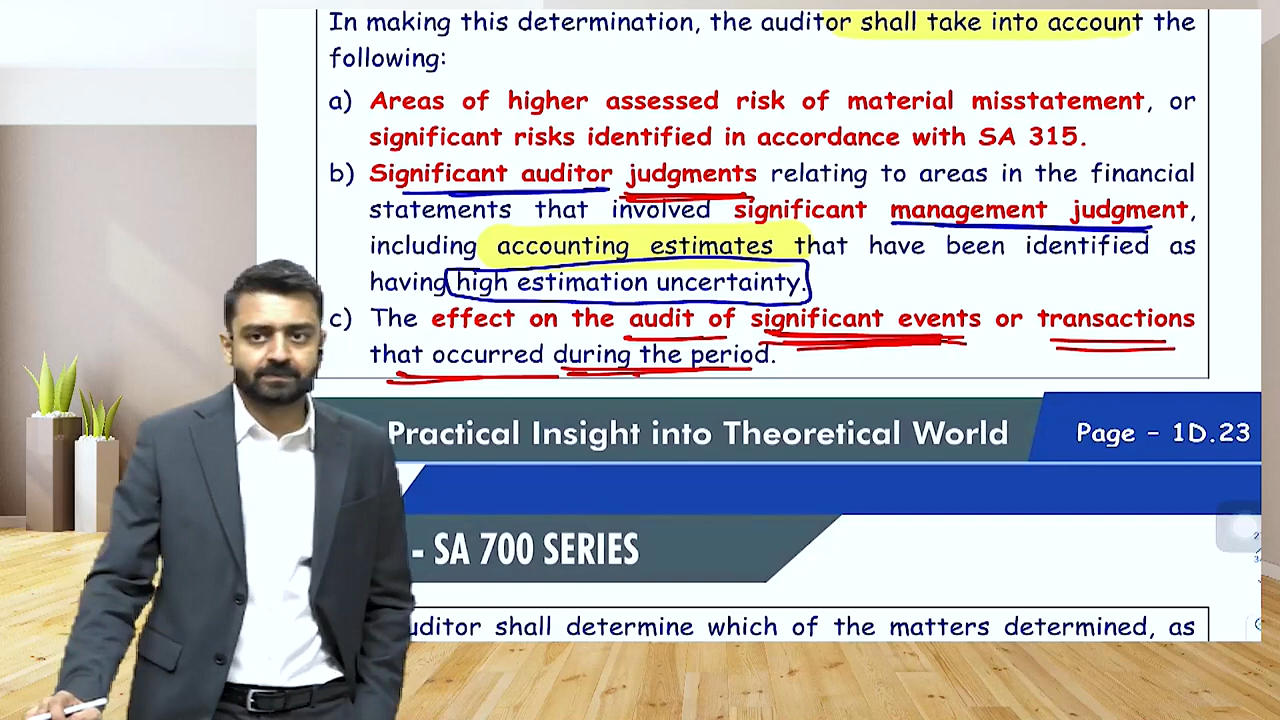 In making this determination, the auditor shall take into account the
following:
a) Areas of higher assessed risk of material misstatement, or
significant risks identified in accordance with SA 315.
b) Significant auditor judgments relating to areas in the financial
statements that involved significant management judgment,
including accounting estimates that have been identified as
having high estimation uncertainty.
c) The effect on the audit of significant events or transactions
that occurred during the period.
Practical Insight into Theoretical World
Page - 1D.23
- SA 700 SERIES
auditor shall determine which of the matters determined, as